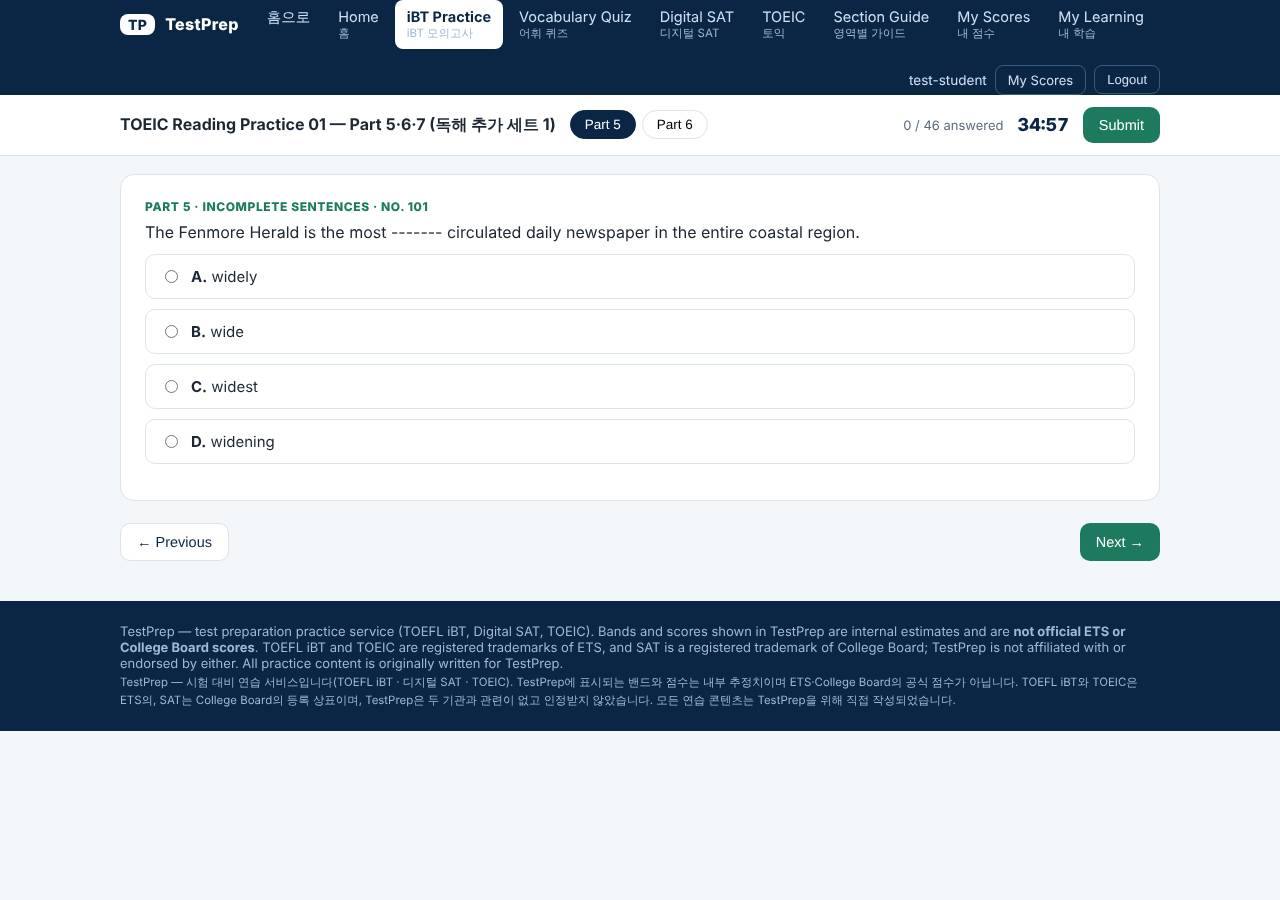 TP TestPrep
홈으로
Home
홈
iBT Practice
iBT 모의고사
Vocabulary Quiz
어휘 퀴즈
Digital SAT
디지털 SAT
TOEIC
토익
Section Guide
영역별 가이드
My Scores
내 점수
My Learning
내 학습
test-student My Scores Logout
TOEIC Reading Practice 01 — Part 5·6·7 (독해 추가 세트 1) Part 5 Part 6 0 / 46 answered 34:57 Submit
PART 5 · INCOMPLETE SENTENCES · NO. 101
The Fenmore Herald is the most ------- circulated daily newspaper in the entire coastal region.
A. widely
B. wide
C. widest
D. widening
← Previous Next →
TestPrep — test preparation practice service (TOEFL iBT, Digital SAT, TOEIC). Bands and scores shown in TestPrep are internal estimates and are not official ETS or
College Board scores. TOEFL iBT and TOEIC are registered trademarks of ETS, and SAT is a registered trademark of College Board; TestPrep is not affiliated with or
endorsed by either. All practice content is originally written for TestPrep.
TestPrep — 시험 대비 연습 서비스입니다(TOEFL iBT · 디지털 SAT · TOEIC). TestPrep에 표시되는 밴드와 점수는 내부 추정치이며 ETS·College Board의 공식 점수가 아닙니다. TOEFL iBT와 TOEIC은
ETS의, SAT는 College Board의 등록 상표이며, TestPrep은 두 기관과 관련이 없고 인정받지 않았습니다. 모든 연습 콘텐츠는 TestPrep을 위해 직접 작성되었습니다.